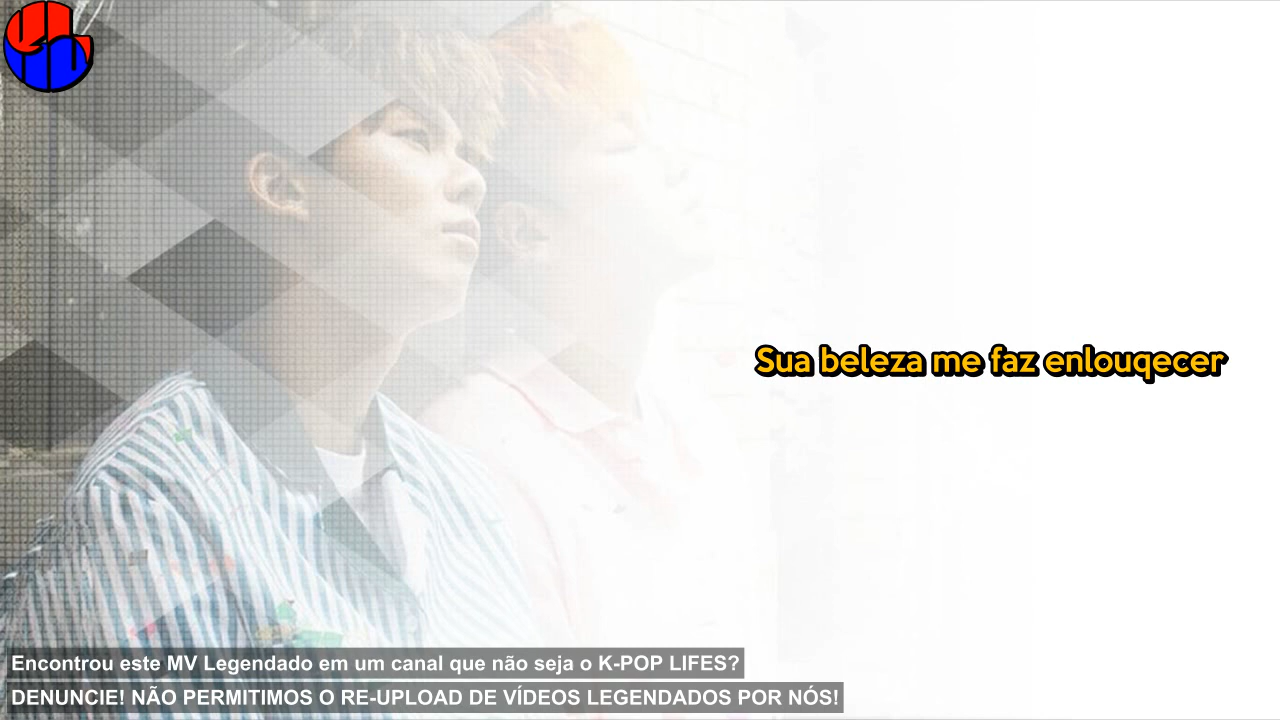 Sua beleza me faz enlouqecer
Encontrou este MV Legendado em um canal que não seja o K-POP LIFES?
DENUNCIE! NÃO PERMITIMOS O RE-UPLOAD DE VÍDEOS LEGENDADOS POR NÓS!